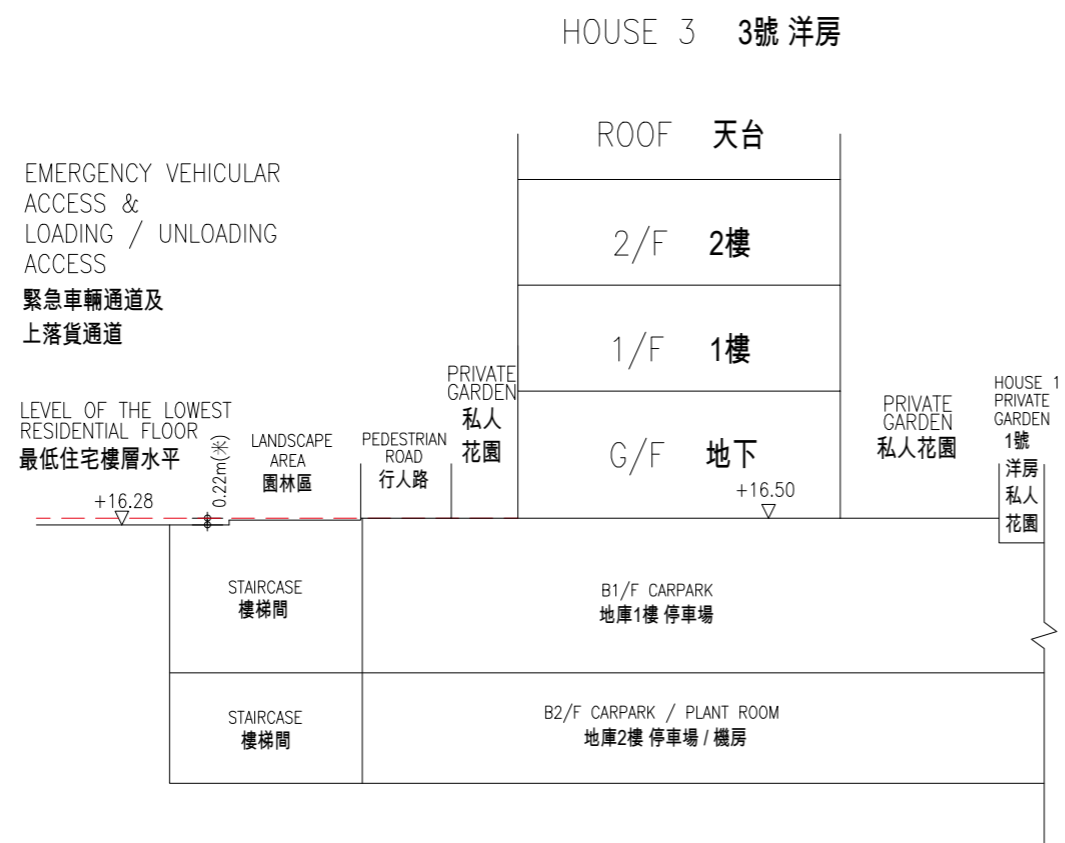 HOUSE 3 3號 洋房
ROOF 天台
EMERGENCY VEHICULAR
ACCESS &
LOADING / UNLOADING
ACCESS
緊急車輛通道及
上落貨通道
2/F 2樓
1/F 1樓
PRIVATE
GARDEN
私人
花園
G/F 地下
+16.50
PRIVATE
GARDEN
私人花園
HOUSE 1
PRIVATE
GARDEN
1號
洋房
私人
花園
LEVEL OF THE LOWEST
RESIDENTIAL FLOOR
最低住宅樓層水平
+16.28
0.22m(米)
LANDSCAPE
AREA
園林區
PEDESTRIAN
ROAD
行人路
STAIRCASE
樓梯間
B1/F CARPARK
地庫1樓 停車場
STAIRCASE
樓梯間
B2/F CARPARK / PLANT ROOM
地庫2樓 停車場 / 機房